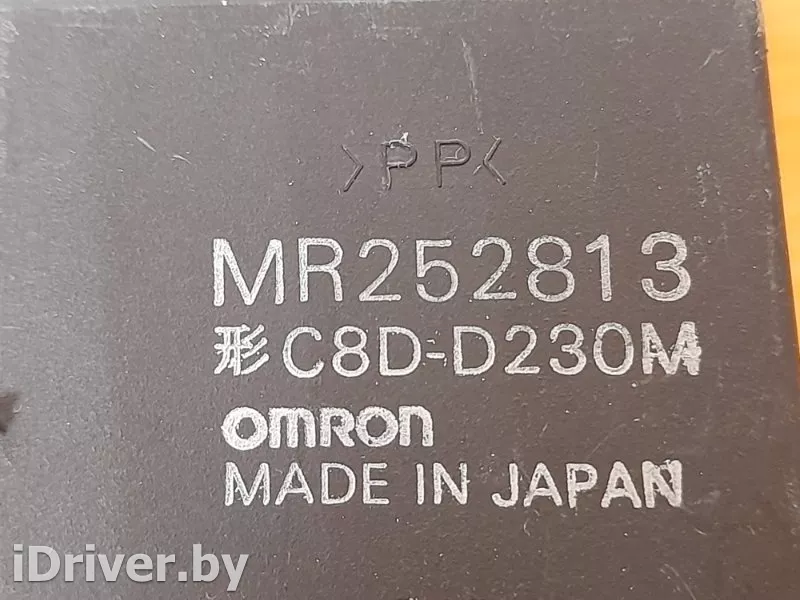 >PP<
MR252813
形 C8D-D230M
omron
MADE IN JAPAN
iDriver.by